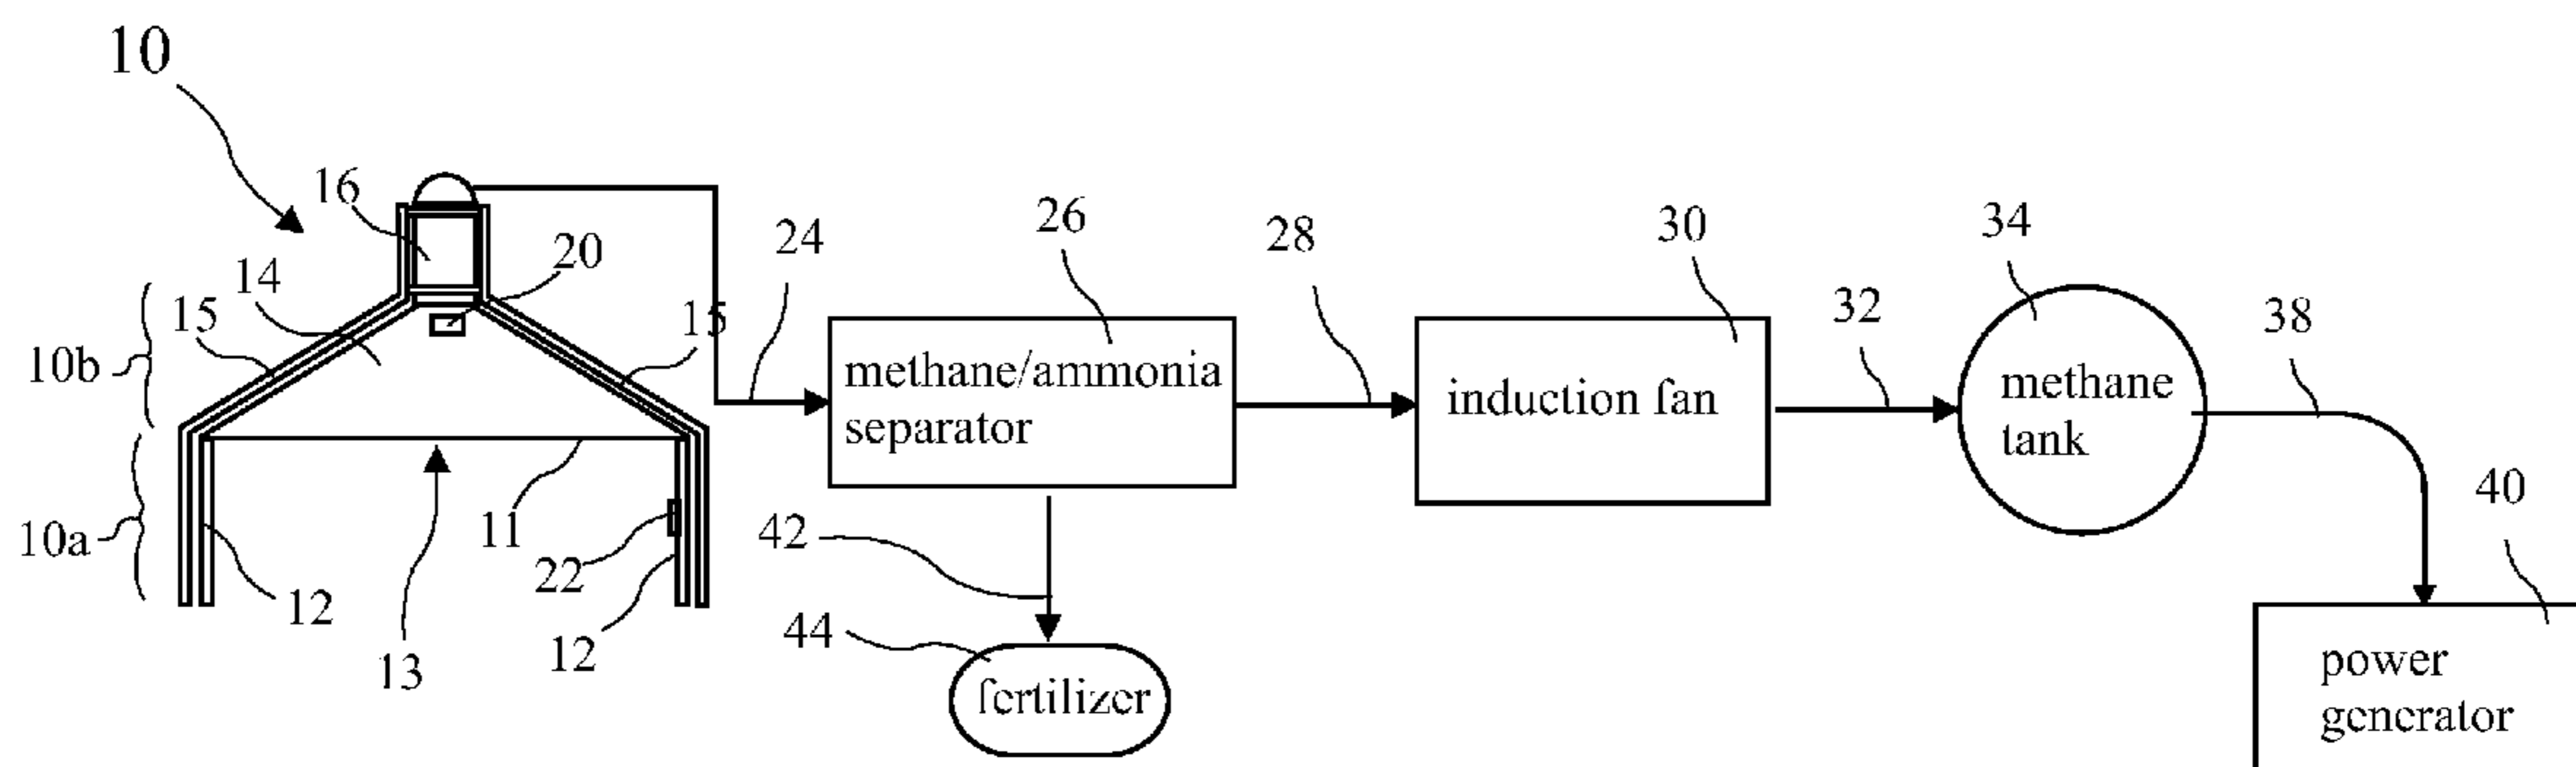 10
16
20
24
26
28
30
32
34
38
40
14
15
15
10b
10a
methane/ammonia
separator
induction fan
methane
tank
11
22
12
12
13
42
44
fertilizer
power
generator